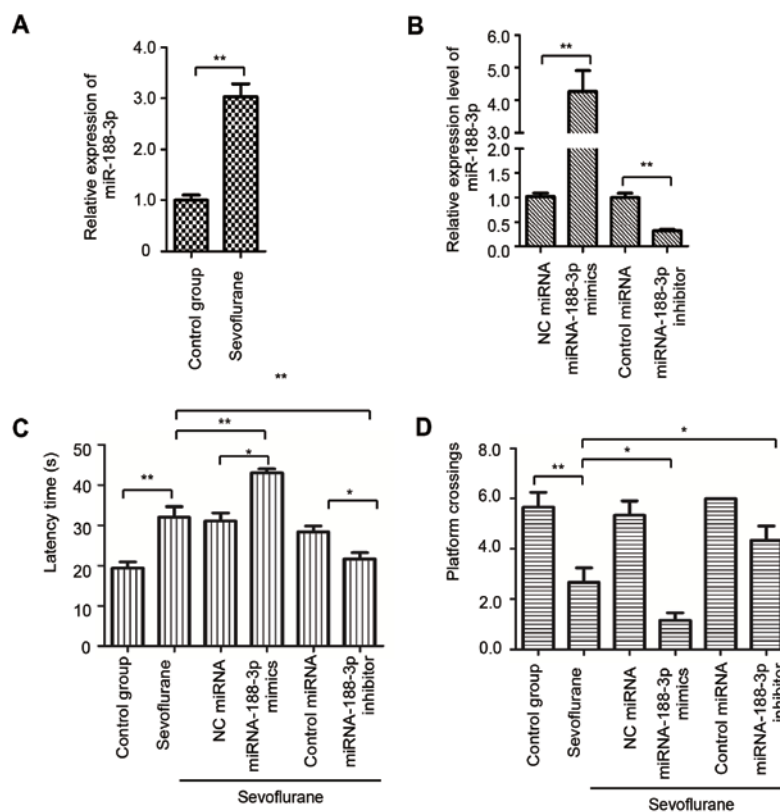 A
Relative expression of
miR-188-3p
4.0
3.0
2.0
1.0
0
**
Control group
Sevoflurane
B
Relative expression level of
miR-188-3p
6.0
5.0
4.0
3.0
1.5
1.0
0.5
0.0
**
**
NC miRNA
miRNA-188-3p
mimics
Control miRNA
miRNA-188-3p
inhibitor
C
Latency time (s)
50
40
30
20
10
0
**
**
**
*
*
Control group
Sevoflurane
NC miRNA
miRNA-188-3p
mimics
Control miRNA
miRNA-188-3p
inhibitor
Sevoflurane
D
Platform crossings
8.0
6.0
4.0
2.0
0.0
**
*
*
Control group
Sevoflurane
NC miRNA
miRNA-188-3p
mimics
Control miRNA
miRNA-188-3p
inhibitor
Sevoflurane